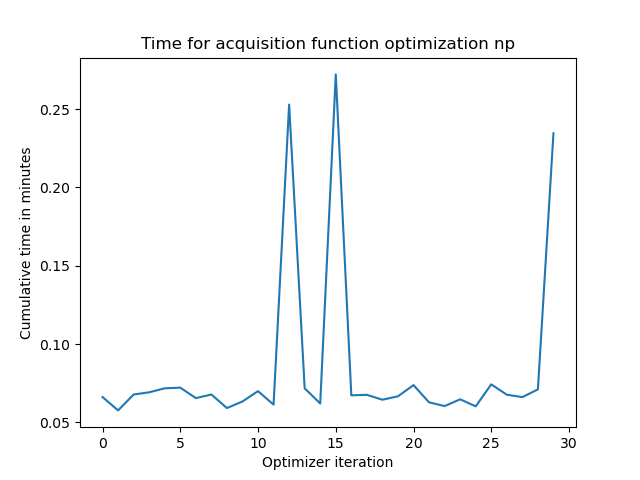 Time for acquisition function optimization np
Cumulative time in minutes
0.25
0.20
0.15
0.10
0.05
0 5 10 15 20 25 30
Optimizer iteration